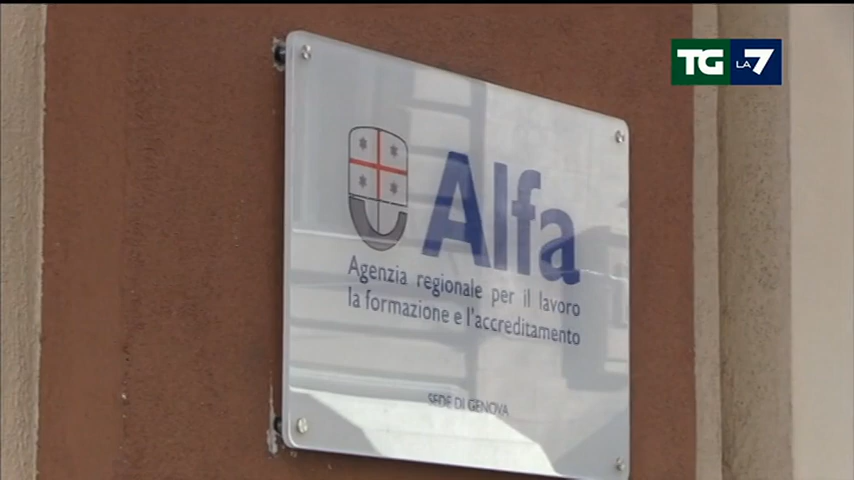 TG LA7
Alfa
Agenzia regionale per il lavoro
la formazione e l'accreditamento
SEDE DI GENOVA